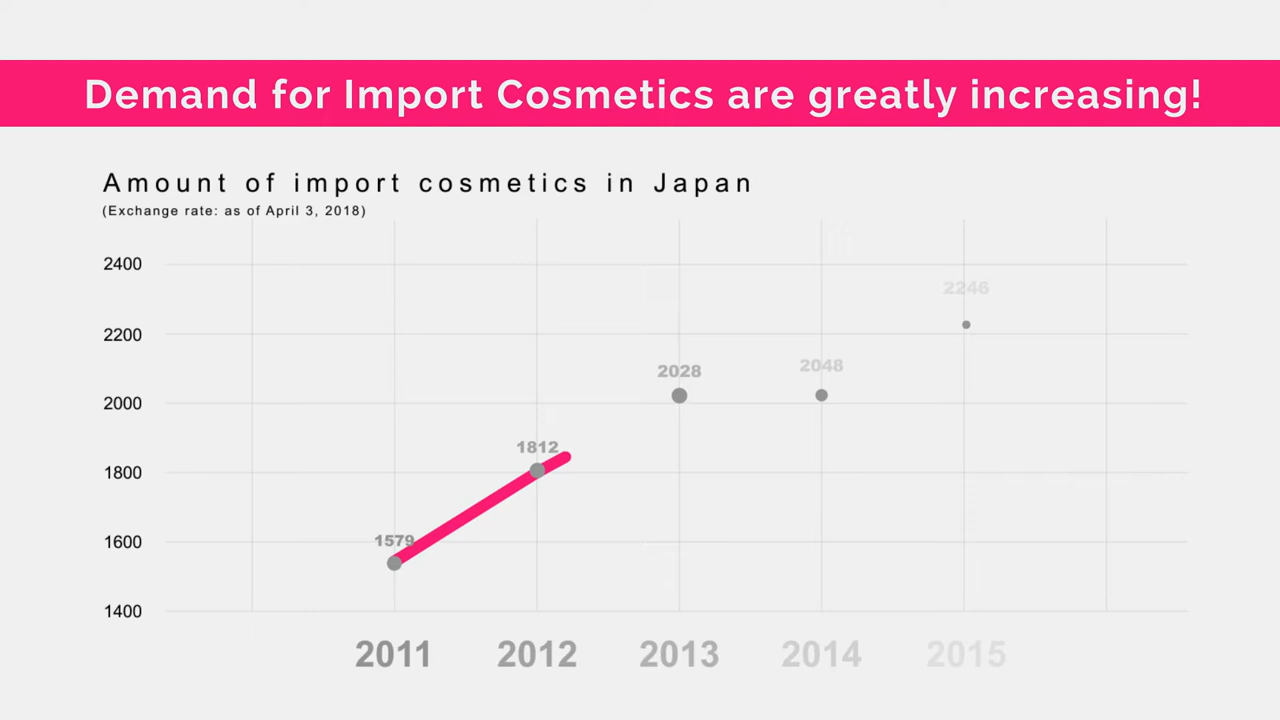 Demand for Import Cosmetics are greatly increasing!
Amount of import cosmetics in Japan
(Exchange rate: as of April 3, 2018)
2400
2246
2200
2048
2028
2000
1812
1800
1579
1600
1400
2011 2012 2013 2014 2015